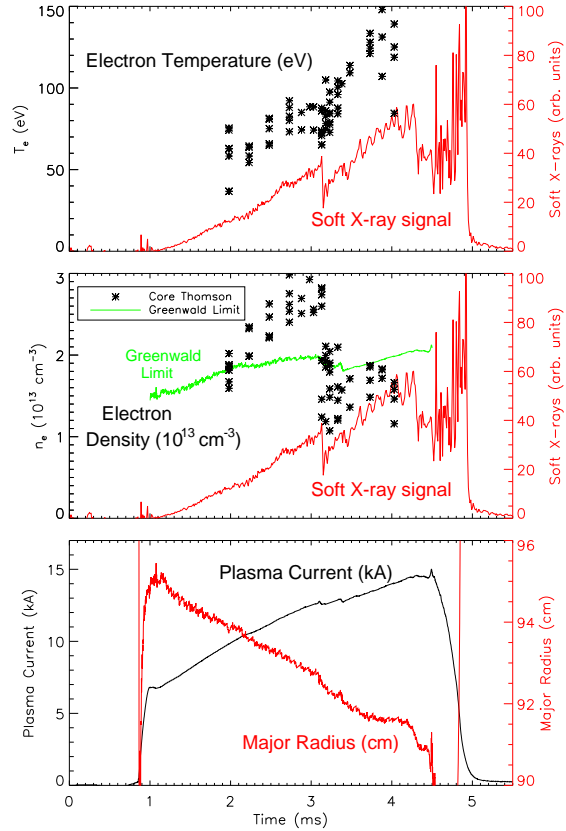 150
100
50
0
T_e (eV)
Electron Temperature (eV)
Soft X-ray signal
100
80
60
40
20
0
Soft X-rays (arb. units)
3
2
1
0
n_e (10^13 cm^-3)
Core Thomson
Greenwald Limit
Greenwald
Limit
Electron
Density (10^13 cm^-3)
Soft X-ray signal
100
80
60
40
20
0
Soft X-rays (arb. units)
15
10
5
0
Plasma Current (kA)
Plasma Current (kA)
Major Radius (cm)
96
94
92
90
Major Radius (cm)
0 1 2 3 4 5
Time (ms)